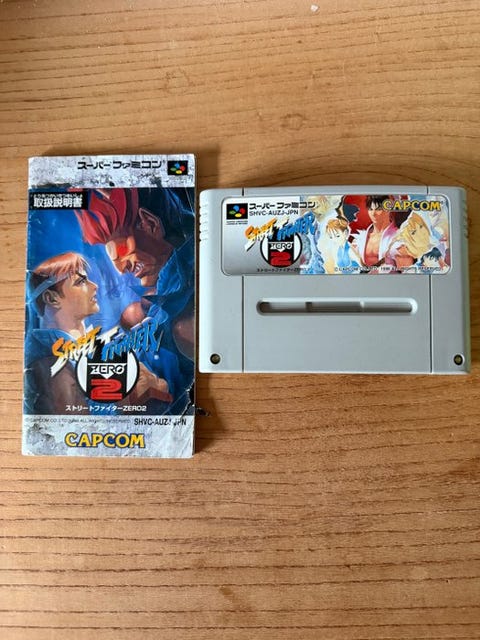 スーパーファミコン
取扱説明書
STREET FIGHTER
ZERO
2
ストリートファイターZERO2
SHVC-AUZJ-JPN
CAPCOM
スーパーファミコン
SHVC-AUZJ-JPN
CAPCOM
STREET FIGHTER
ZERO
2
ストリートファイターZERO2